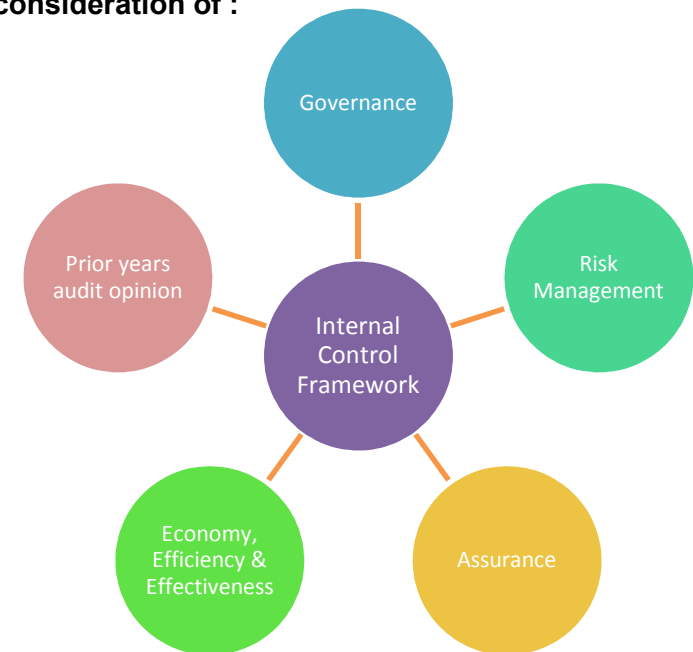 consideration of :
Governance
Prior years
audit opinion
Risk
Management
Internal
Control
Framework
Economy,
Efficiency &
Effectiveness
Assurance